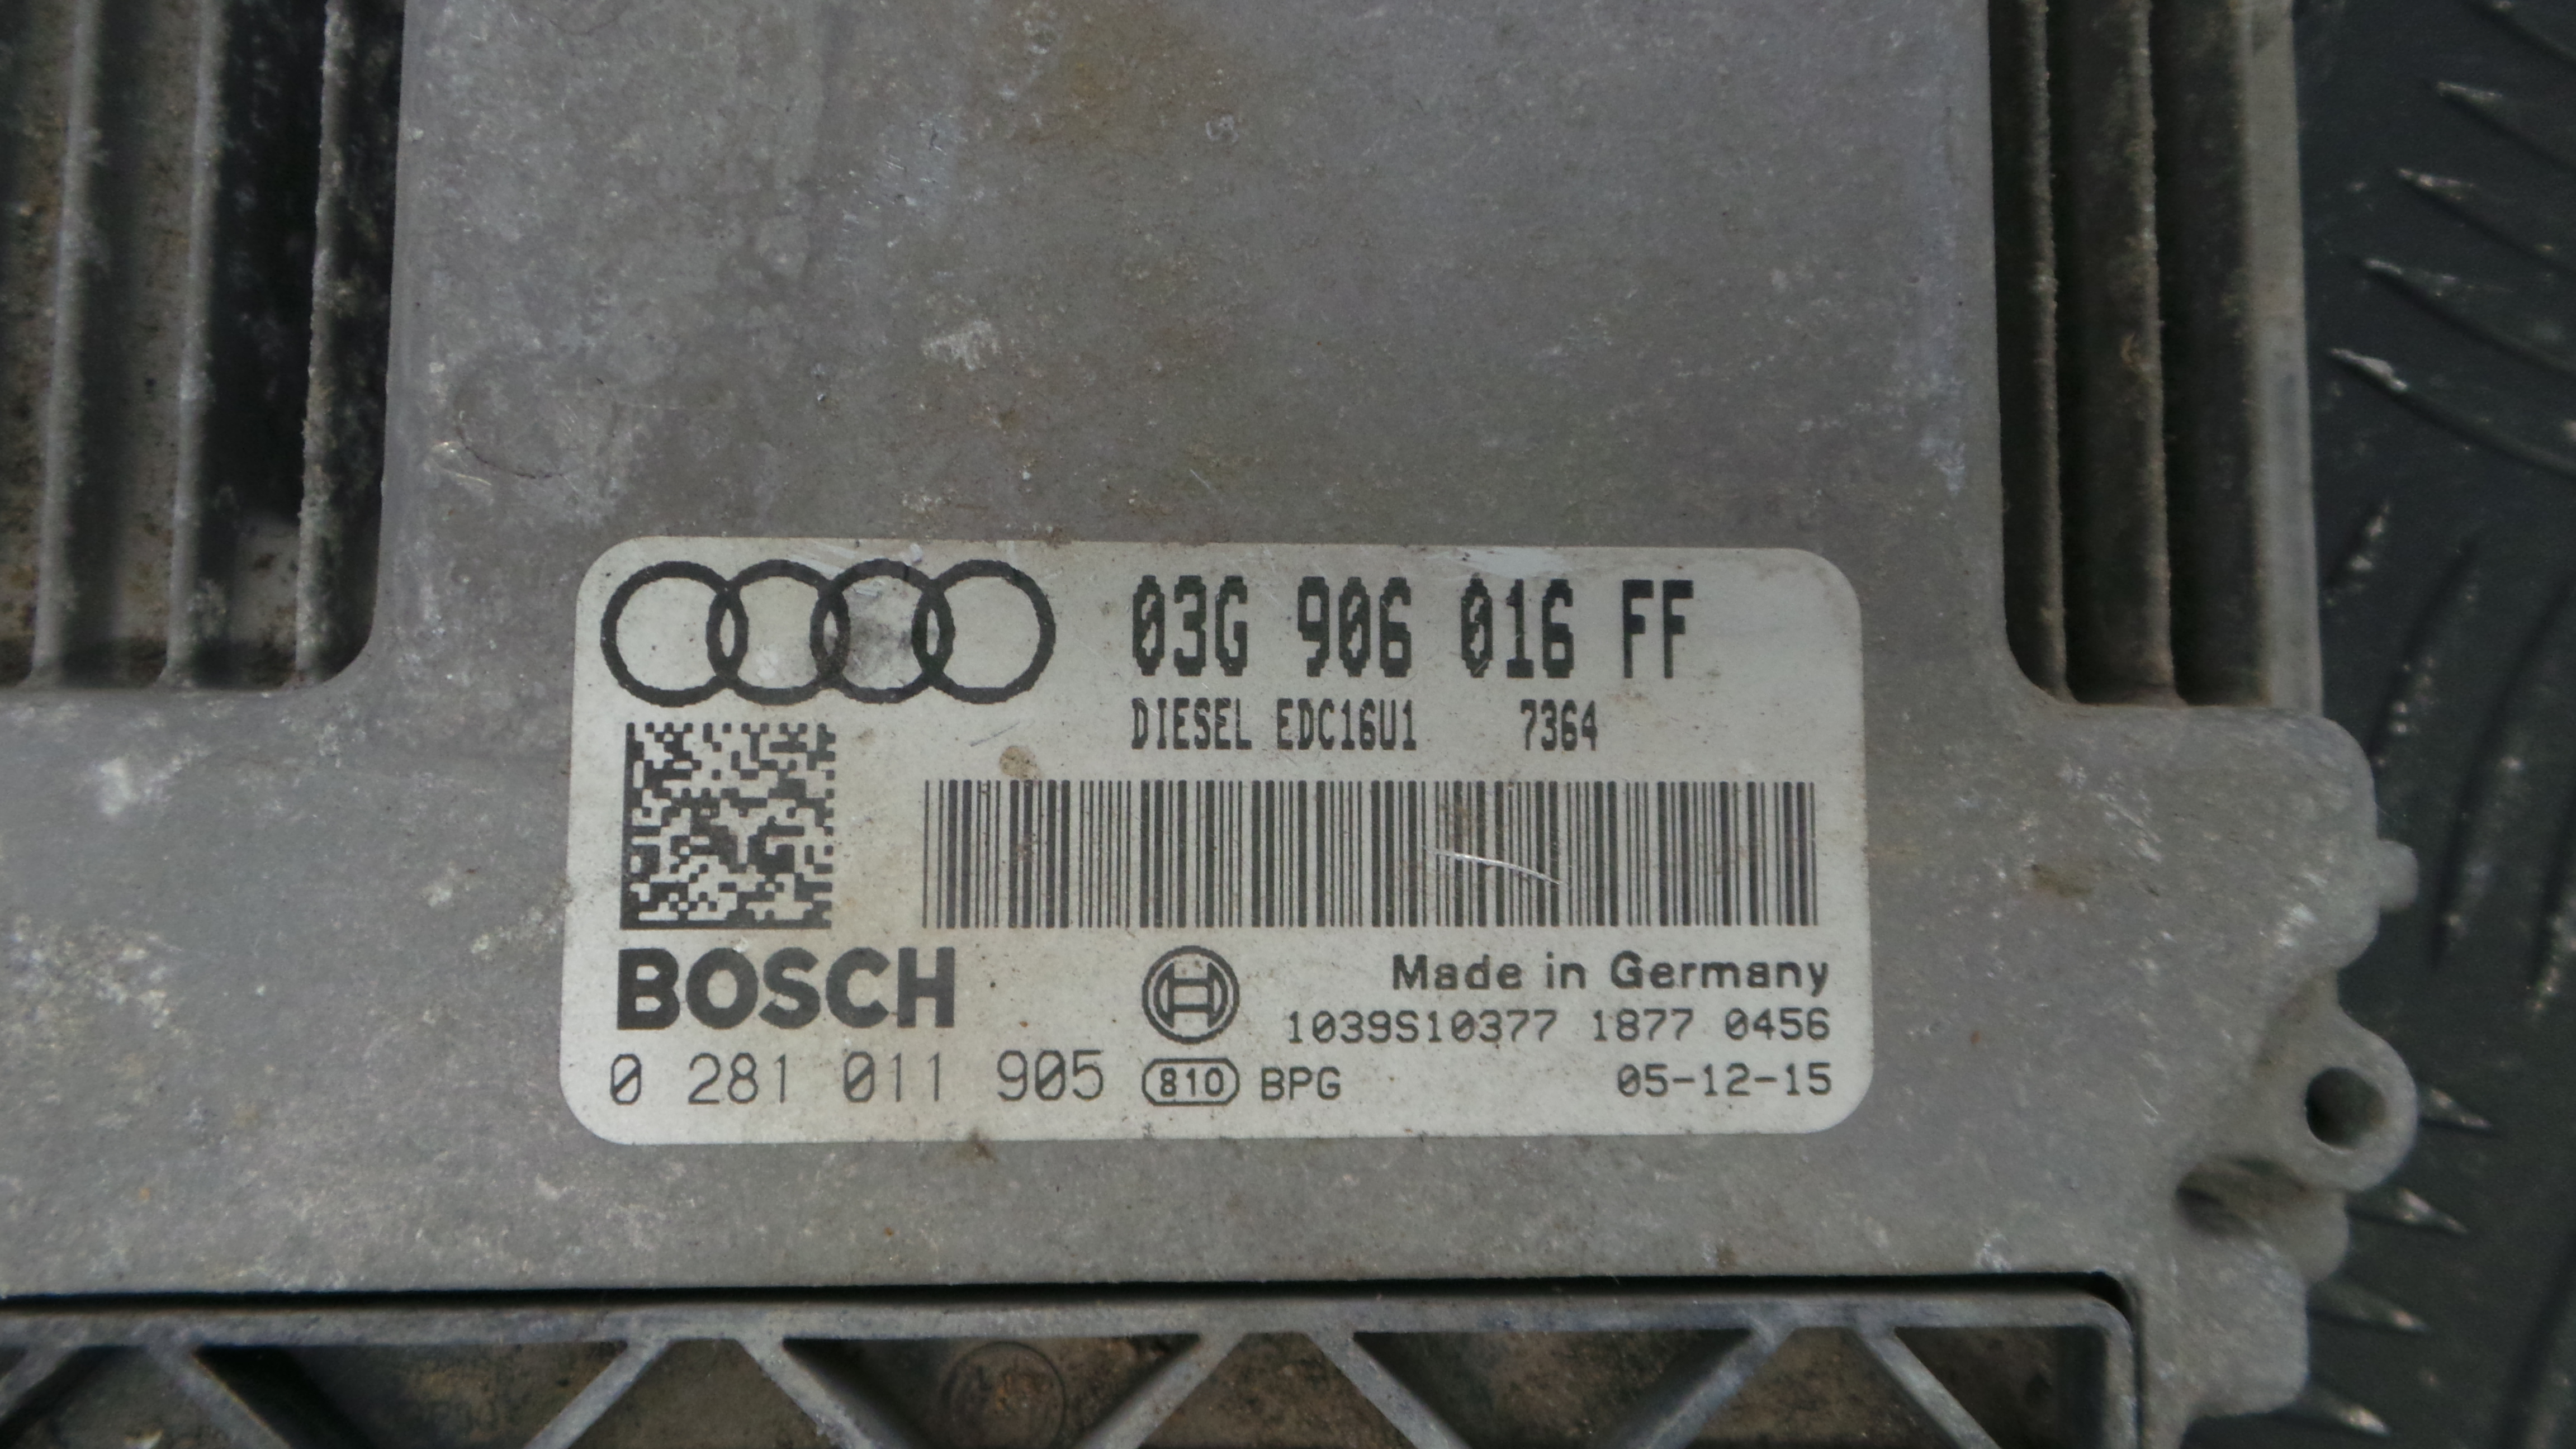 03G 906 016 FF
DIESEL EDC16U1 7364
BOSCH
Made in Germany
1039S10377 1877 0456
0 281 011 905 810 BPG 05-12-15